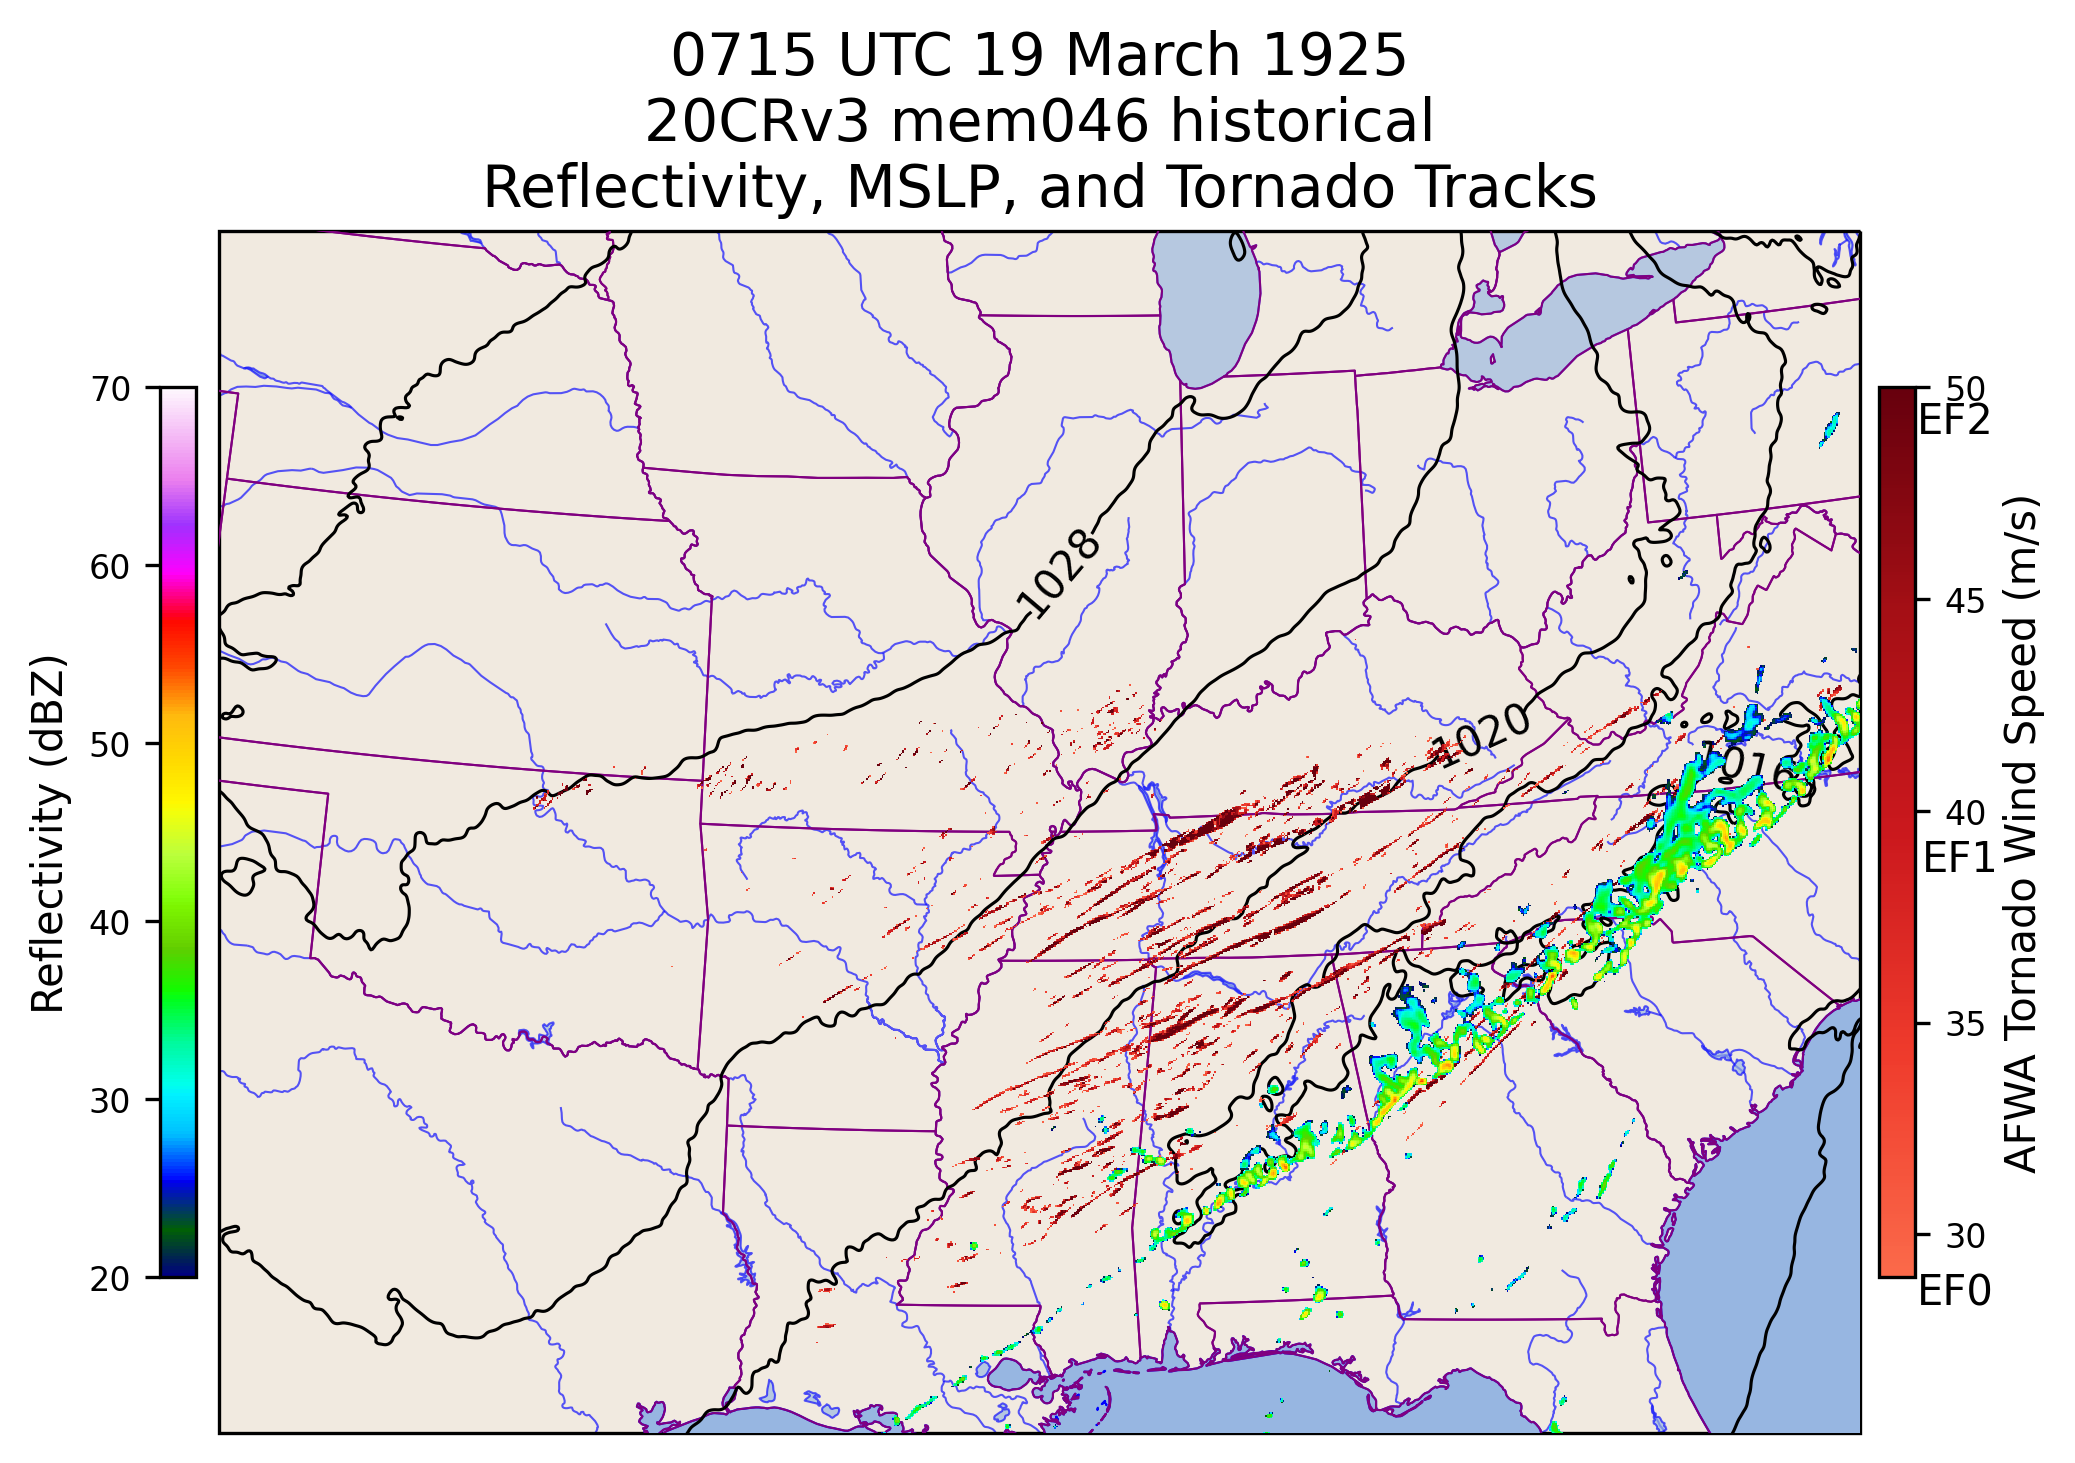 0715 UTC 19 March 1925
20CRv3 mem046 historical
Reflectivity, MSLP, and Tornado Tracks
Reflectivity (dBZ)
70
60
50
40
30
20
1028
1020
1016
50
EF2
45
40
EF1
35
30
EF0
AFWA Tornado Wind Speed (m/s)